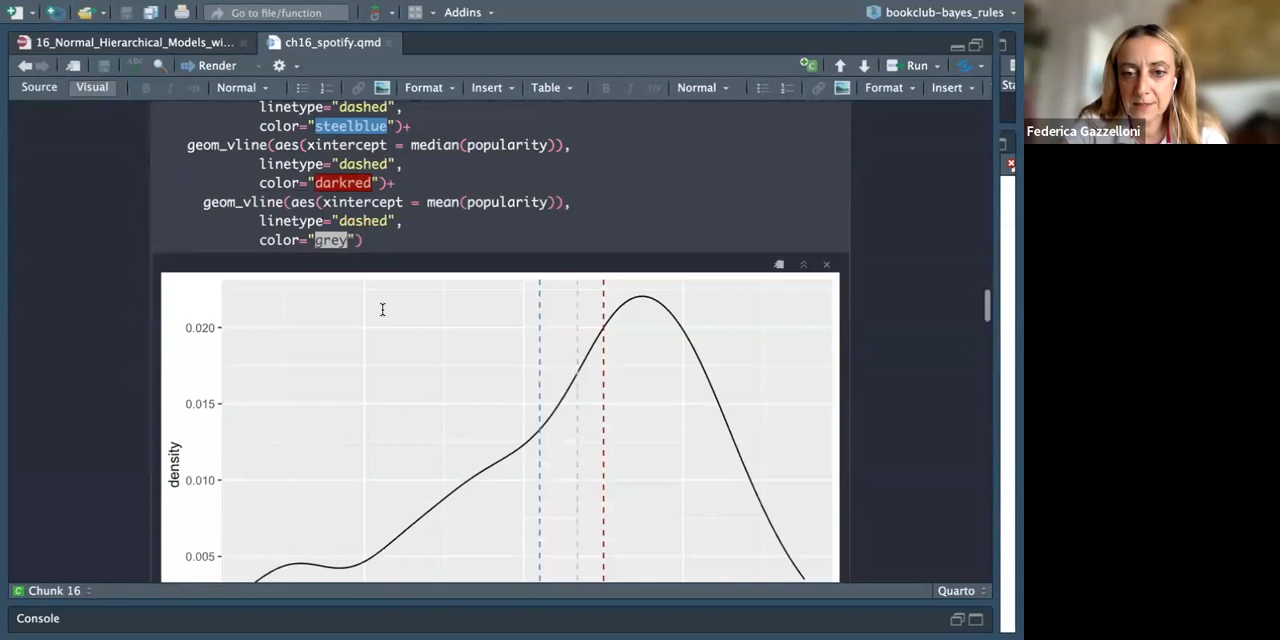 Go to file/function
Addins
bookclub-bayes_rules
16_Normal_Hierarchical_Models_wi...
ch16_spotify.qmd
Render
Run
Source
Visual
Normal
Format
Insert
Table
Normal
Format
Insert
Sta
linetype="dashed",
color="steelblue")+
geom_vline(aes(xintercept = median(popularity)),
linetype="dashed",
color="darkred")+
geom_vline(aes(xintercept = mean(popularity)),
linetype="dashed",
color="grey")
0.020
0.015
0.010
0.005
density
Chunk 16
Quarto
Console
Federica Gazzelloni